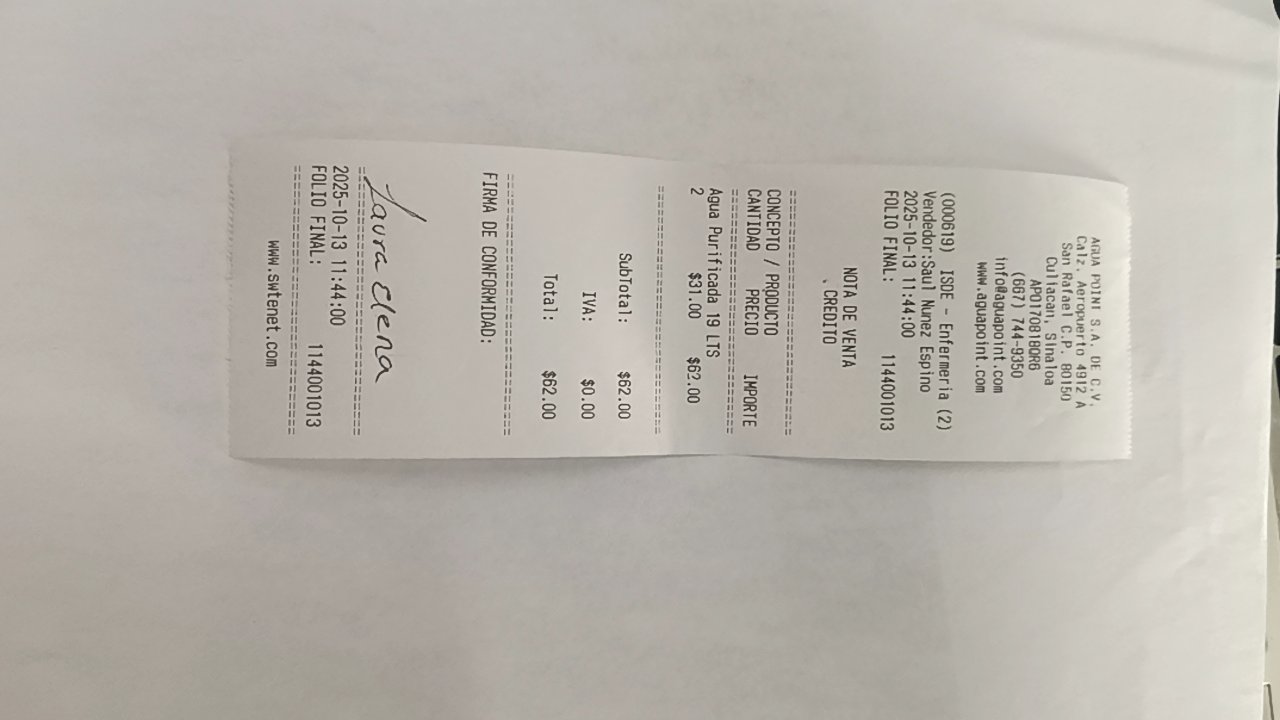 AGUA POINT S.A. DE C.V.
Calz. Aeropuerto 4912 A
San Rafael C.P. 80150
Culiacan, Sinaloa
APO170818QR6
(667) 744-9350
info@aguapoint.com
www.aguapoint.com
(000619) ISDE - Enfermeria (2)
Vendedor:Saul Nunez Espino
2025-10-13 11:44:00
FOLIO FINAL: 1144001013
NOTA DE VENTA
CREDITO
CONCEPTO / PRODUCTO
CANTIDAD PRECIO IMPORTE
Agua Purificada 19 LTS
2 $31.00 $62.00
SubTotal: $62.00
IVA: $0.00
Total: $62.00
FIRMA DE CONFORMIDAD:
Laura elena
2025-10-13 11:44:00
FOLIO FINAL: 1144001013
www.swtenet.com